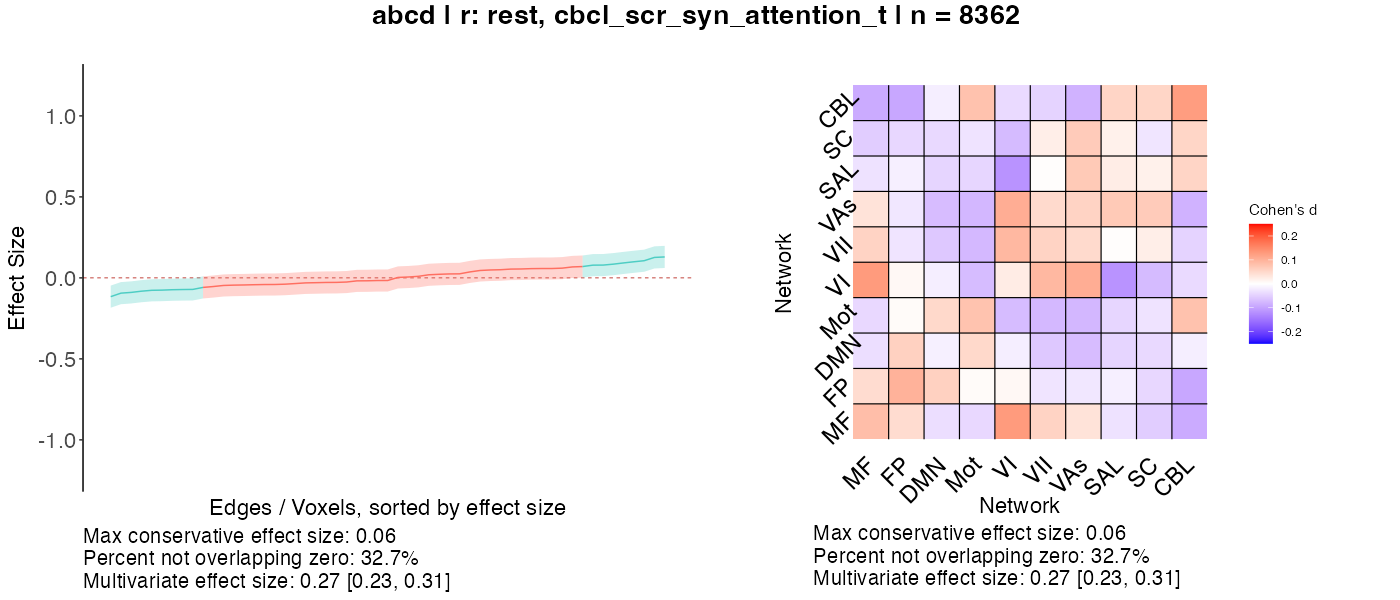 abcd | r: rest, cbcl_scr_syn_attention_t | n = 8362
Effect Size
1.0
0.5
0.0
-0.5
-1.0
Edges / Voxels, sorted by effect size
Max conservative effect size: 0.06
Percent not overlapping zero: 32.7%
Multivariate effect size: 0.27 [0.23, 0.31]
Network
CBL
SC
SAL
VAs
VII
VI
Mot
DMN
FP
MF
MF
FP
DMN
Mot
VI
VII
VAs
SAL
SC
CBL
Network
Cohen's d
0.2
0.1
0.0
-0.1
-0.2
Max conservative effect size: 0.06
Percent not overlapping zero: 32.7%
Multivariate effect size: 0.27 [0.23, 0.31]